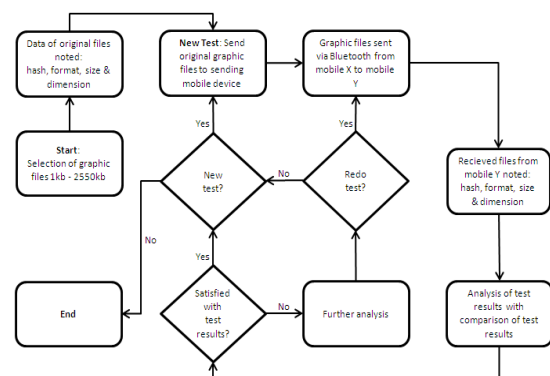 Data of original files
noted:
hash, format, size &
dimension
New Test: Send
original graphic
files to sending
mobile device
Graphic files sent
via Bluetooth from
mobile X to mobile
Y
Yes
Yes
Start:
Selection of graphic
files 1kb - 2550kb
New
test?
No
Redo
test?
Recieved files from
mobile Y noted:
hash, format, size
& dimension
No
Yes
End
Satisfied
with
test
results?
No
Further analysis
Analysis of test
results with
comparison of test
results